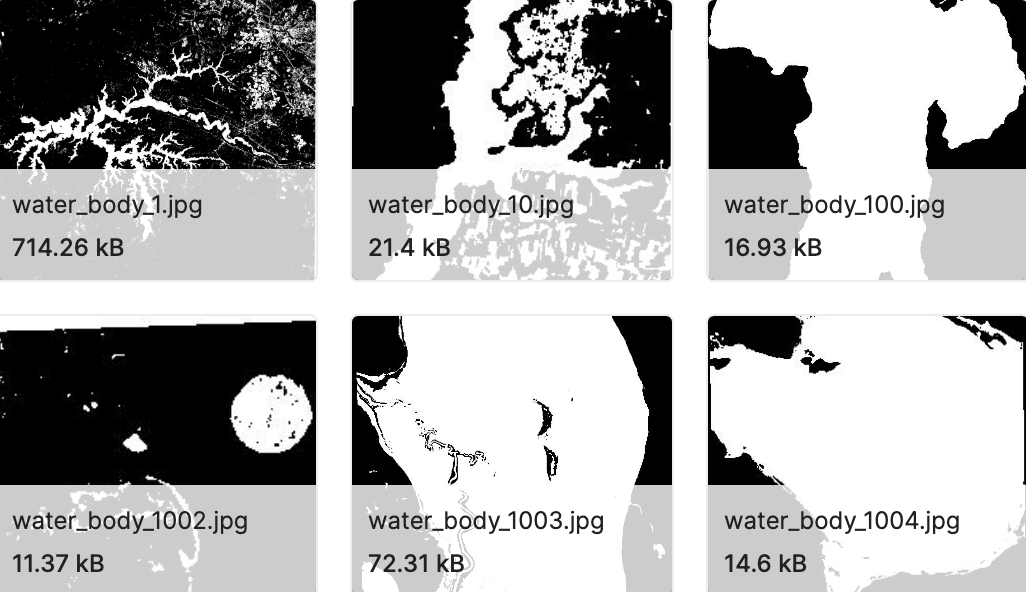 water_body_1.jpg
714.26 kB
water_body_10.jpg
21.4 kB
water_body_100.jpg
16.93 kB
water_body_1002.jpg
11.37 kB
water_body_1003.jpg
72.31 kB
water_body_1004.jpg
14.6 kB